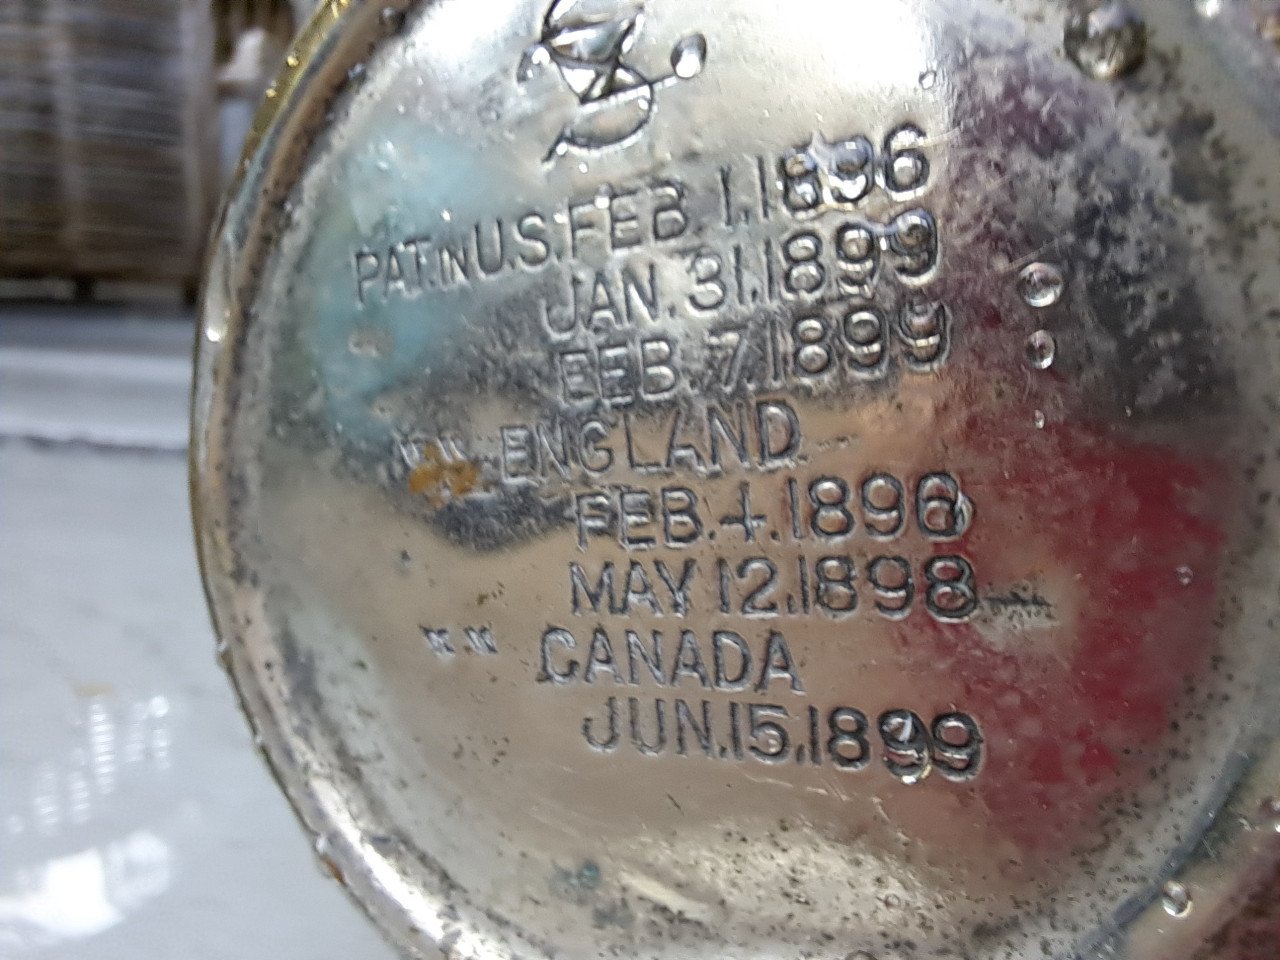 PAT. IN U.S. FEB. 1.1896
JAN. 31.1899
FEB. 7.1899
" " ENGLAND
FEB. 4.1896
MAY 12.1898
" " CANADA
JUN.15.1899